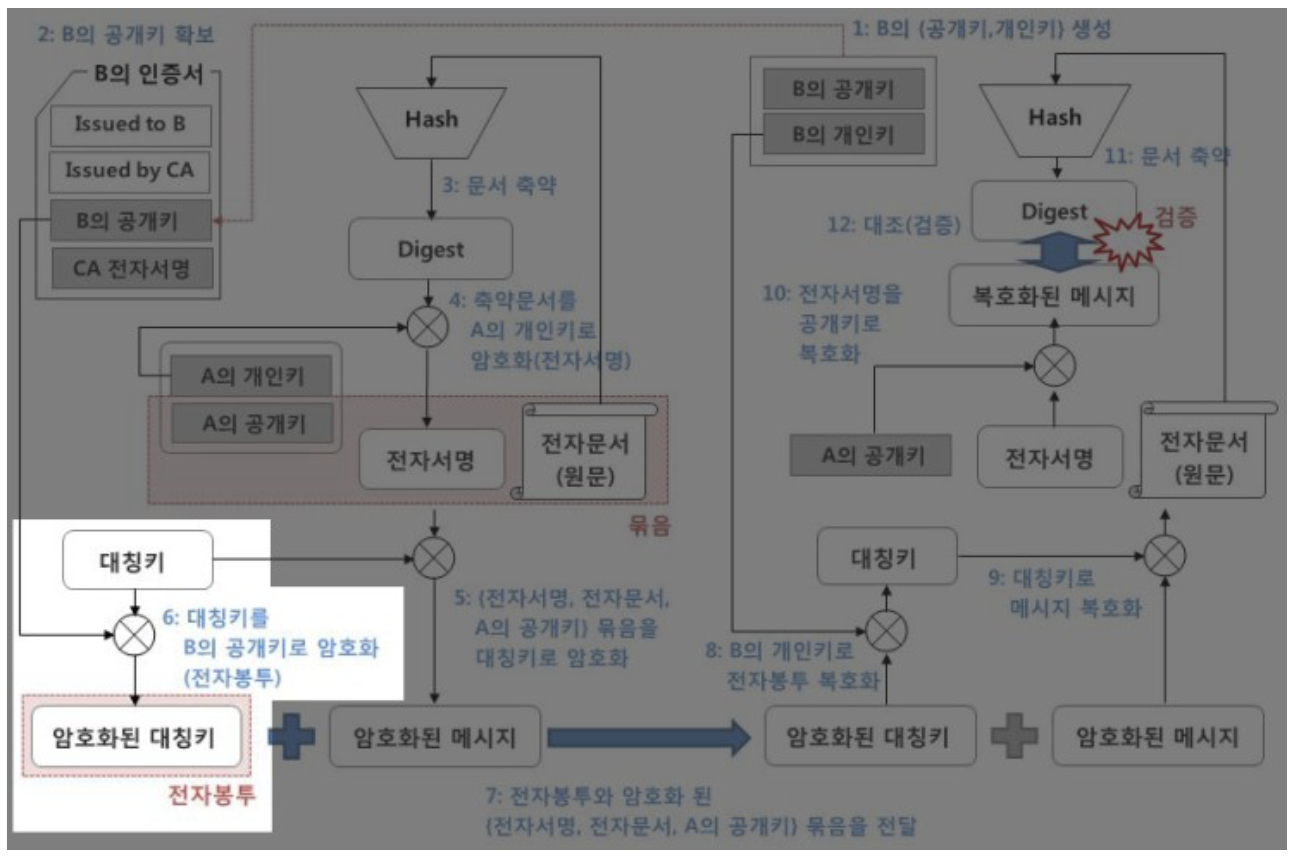 2: B의 공개키 확보
B의 인증서
Issued to B
Issued by CA
B의 공개키
CA 전자서명
Hash
3: 문서 축약
Digest
4: 축약문서를
A의 개인키로
암호화(전자서명)
A의 개인키
A의 공개키
전자서명
전자문서
(원문)
묶음
대칭키
6: 대칭키를
B의 공개키로 암호화
(전자봉투)
5: {전자서명, 전자문서,
A의 공개키} 묶음을
대칭키로 암호화
암호화된 대칭키
전자봉투
암호화된 메시지
7: 전자봉투와 암호화 된
{전자서명, 전자문서, A의 공개키} 묶음을 전달
1: B의 {공개키,개인키} 생성
B의 공개키
B의 개인키
Hash
11: 문서 축약
Digest
12: 대조(검증)
검증
복호화된 메시지
10: 전자서명을
공개키로
복호화
A의 공개키
전자서명
전자문서
(원문)
대칭키
9: 대칭키로
메시지 복호화
8: B의 개인키로
전자봉투 복호화
암호화된 대칭키
암호화된 메시지